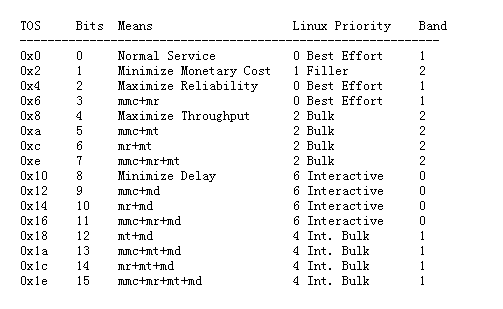 TOS     Bits  Means                    Linux Priority    Band
------------------------------------------------------------
0x0     0     Normal Service           0 Best Effort     1
0x2     1     Minimize Monetary Cost   1 Filler          2
0x4     2     Maximize Reliability     0 Best Effort     1
0x6     3     mmc+mr                   0 Best Effort     1
0x8     4     Maximize Throughput      2 Bulk            2
0xa     5     mmc+mt                   2 Bulk            2
0xc     6     mr+mt                    2 Bulk            2
0xe     7     mmc+mr+mt                2 Bulk            2
0x10    8     Minimize Delay           6 Interactive     0
0x12    9     mmc+md                   6 Interactive     0
0x14    10    mr+md                    6 Interactive     0
0x16    11    mmc+mr+md                6 Interactive     0
0x18    12    mt+md                    4 Int. Bulk       1
0x1a    13    mmc+mt+md                4 Int. Bulk       1
0x1c    14    mr+mt+md                 4 Int. Bulk       1
0x1e    15    mmc+mr+mt+md             4 Int. Bulk       1